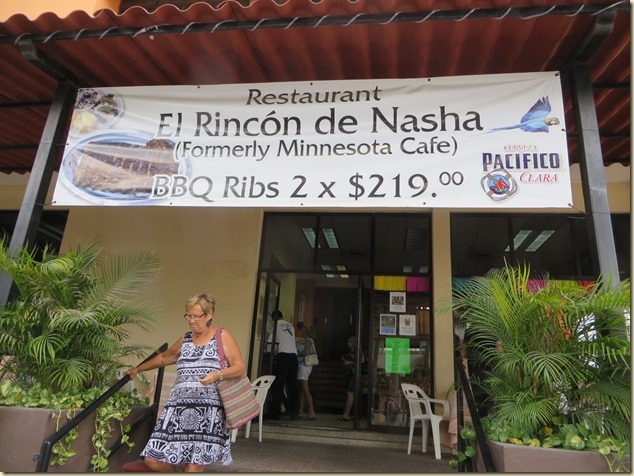 Restaurant
El Rincón de Nasha
(Formerly Minnesota Cafe)
BBQ Ribs 2 x $219.00
CERVEZA
PACIFICO
CLARA